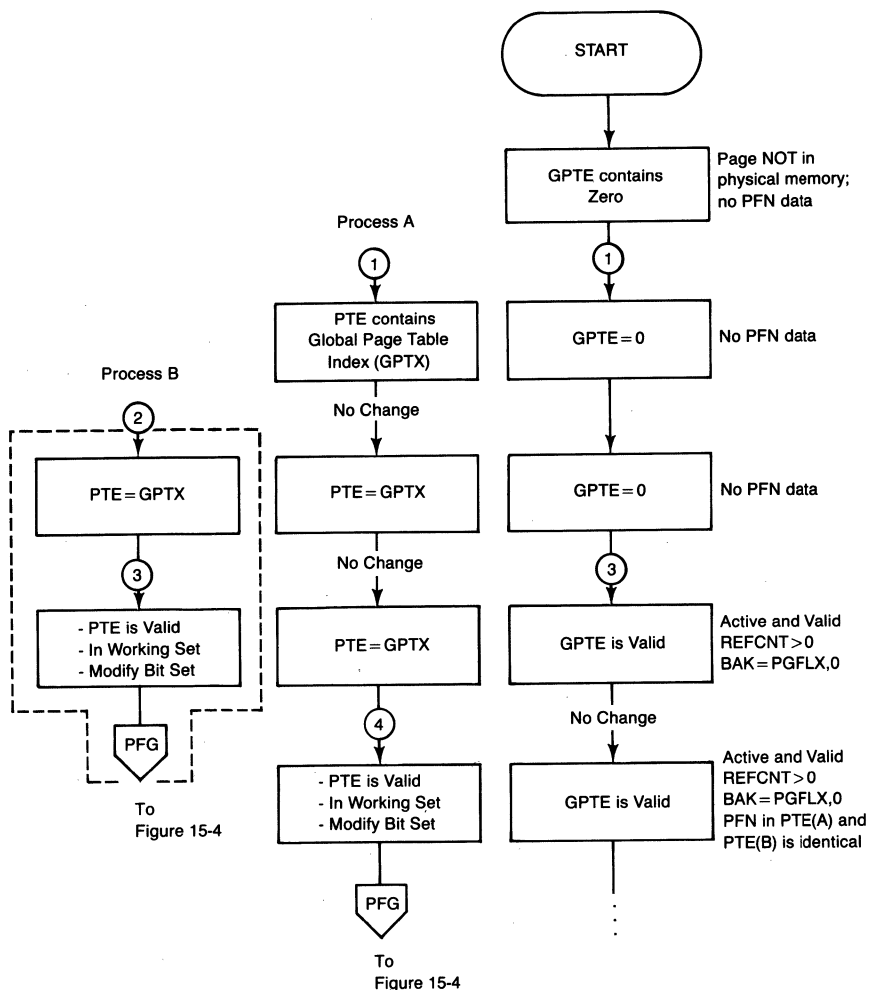 START
GPTE contains
Zero
Page NOT in
physical memory;
no PFN data
Process A
1
1
PTE contains
Global Page Table
Index (GPTX)
GPTE=0
No PFN data
Process B
No Change
2
PTE=GPTX
PTE=GPTX
GPTE=0
No PFN data
No Change
3
3
- PTE is Valid
- In Working Set
- Modify Bit Set
PTE=GPTX
GPTE is Valid
Active and Valid
REFCNT>0
BAK=PGFLX,0
PFG
4
No Change
To
Figure 15-4
- PTE is Valid
- In Working Set
- Modify Bit Set
GPTE is Valid
Active and Valid
REFCNT>0
BAK=PGFLX,0
PFN in PTE(A) and
PTE(B) is identical
PFG
To
Figure 15-4